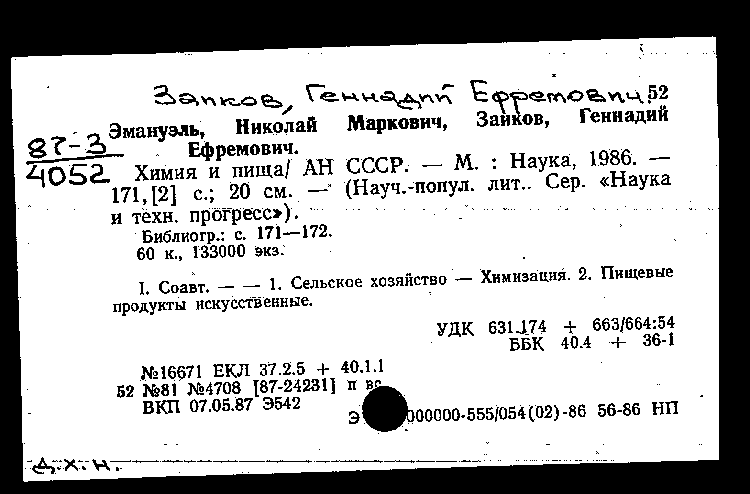 Заиков, Геннадий Ефремович. 52
87-3
4052
Эмануэль, Николай Маркович, Заиков, Геннадий
Ефремович.
Химия и пища/ АН СССР. — М. : Наука, 1986. —
171,[2] с.; 20 см. — (Науч.-попул. лит.. Сер. «Наука
и техн. прогресс»).
Библиогр.: с. 171—172.
60 к., 133000 экз.
I. Соавт. — — 1. Сельское хозяйство — Химизация. 2. Пищевые
продукты искусственные.
УДК 631.174 + 663/664:54
ББК 40.4 + 36-1
№16671 ЕКЛ 37.2.5 + 40.1.1
52 №81 №4708 [87-24231] п
ВКП 07.05.87 Э542
Э 000000-555/054(02)-86 56-86 НП
д.х.н.